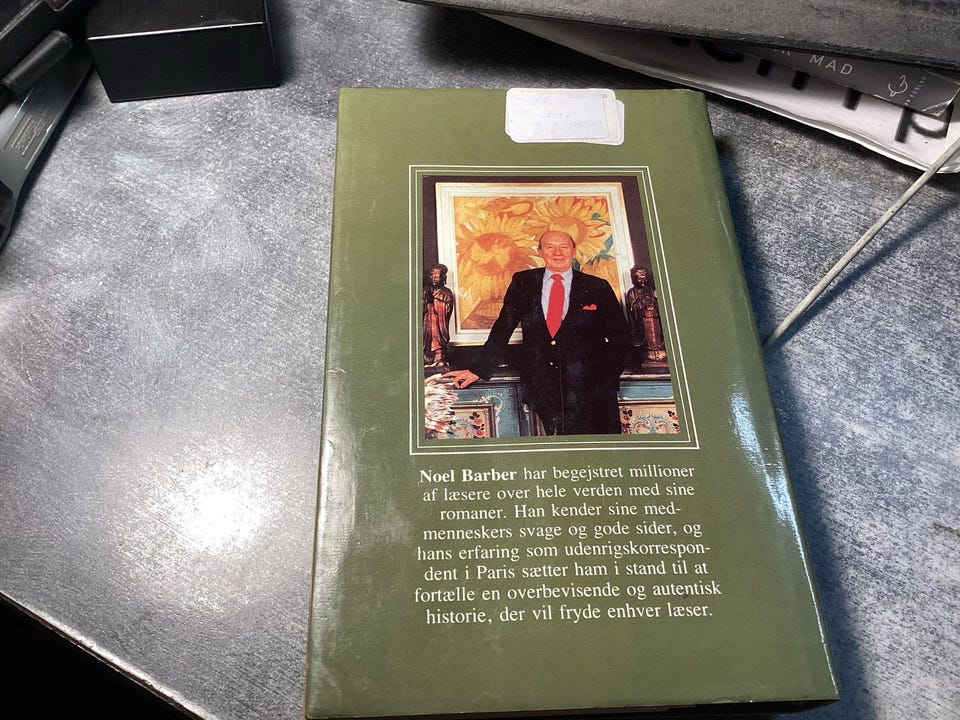 MAD
Noel Barber har begejstret millioner
af læsere over hele verden med sine
romaner. Han kender sine med-
menneskers svage og gode sider, og
hans erfaring som udenrigskorrespon-
dent i Paris sætter ham i stand til at
fortælle en overbevisende og autentisk
historie, der vil fryde enhver læser.